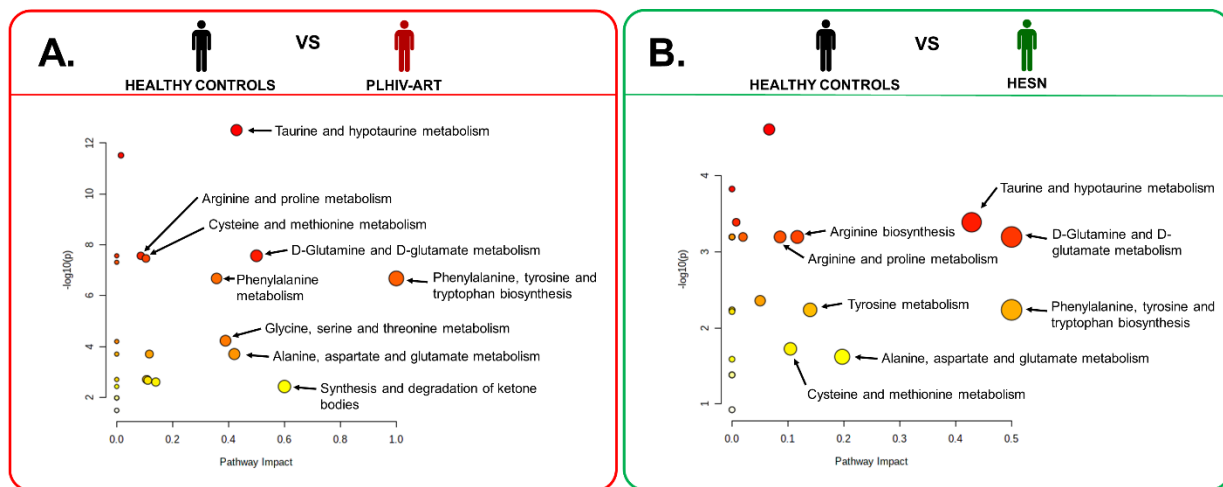 A.
VS
HEALTHY CONTROLS
PLHIV-ART
Taurine and hypotaurine metabolism
Arginine and proline metabolism
Cysteine and methionine metabolism
D-Glutamine and D-glutamate metabolism
Phenylalanine
metabolism
Phenylalanine, tyrosine and
tryptophan biosynthesis
Glycine, serine and threonine metabolism
Alanine, aspartate and glutamate metabolism
Synthesis and degradation of ketone
bodies
-log10(p)
12
10
8
6
4
2
0.0
0.2
0.4
0.6
0.8
1.0
Pathway Impact
B.
VS
HEALTHY CONTROLS
HESN
Taurine and hypotaurine metabolism
Arginine biosynthesis
D-Glutamine and D-
glutamate metabolism
Arginine and proline metabolism
Tyrosine metabolism
Phenylalanine, tyrosine and
tryptophan biosynthesis
Alanine, aspartate and glutamate metabolism
Cysteine and methionine metabolism
-log10(p)
4
3
2
1
0.0
0.1
0.2
0.3
0.4
0.5
Pathway Impact